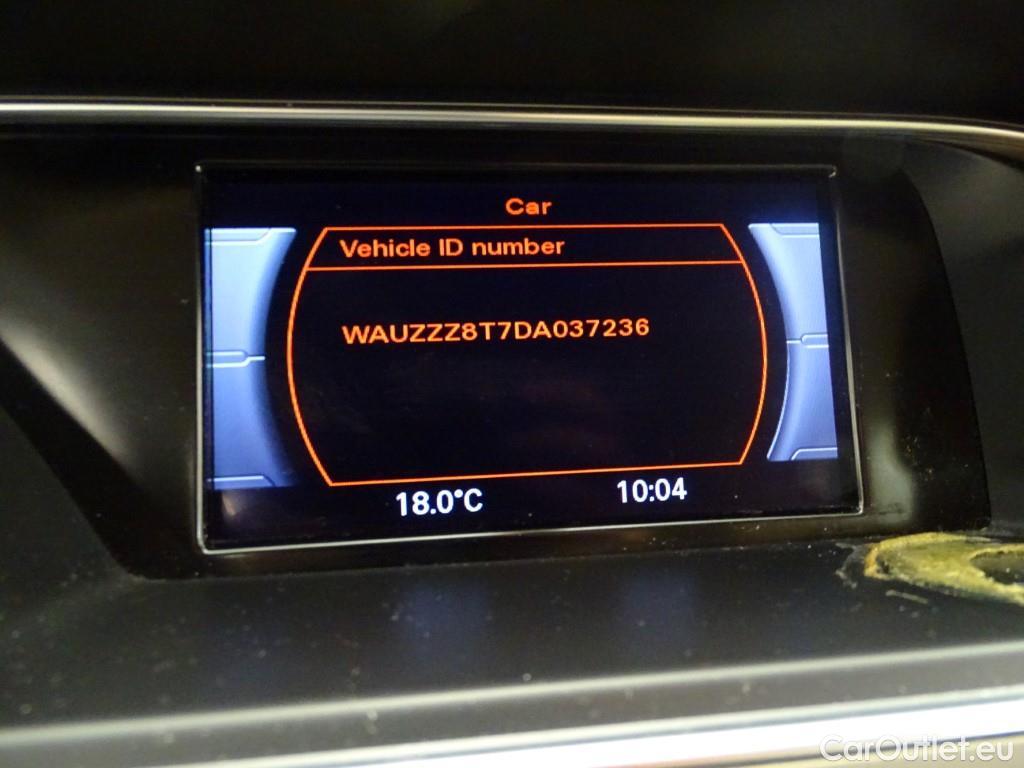 Car
Vehicle ID number
WAUZZZ8T7DA037236
18.0°C
10:04
CarOutlet.eu